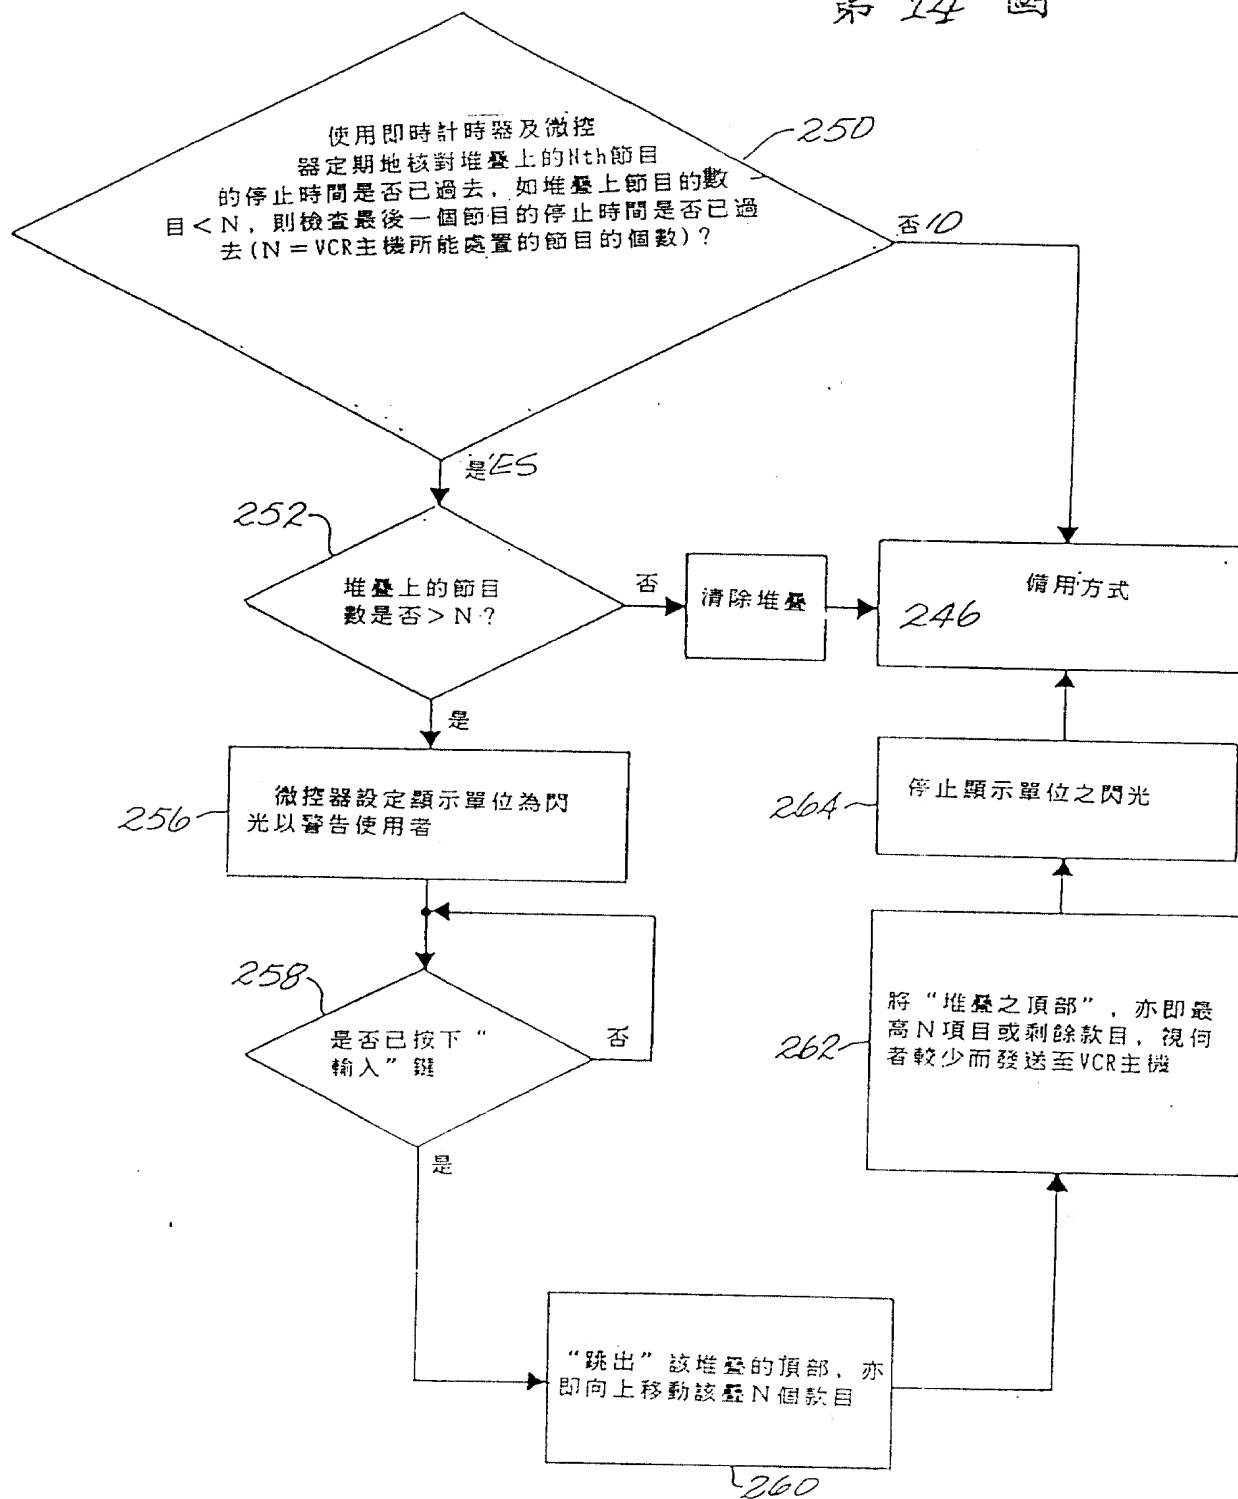 第 14 圖
使用即時計時器及微控
器定期地核對堆疊上的Nth節目
的停止時間是否已過去，如堆疊上節目的數
目＜N，則檢查最後一個節目的停止時間是否已過
去(N＝VCR主機所能處置的節目的個數)？
250
否10
是'ES
252
堆疊上的節目
數是否＞N？
否
清除堆疊
備用方式
246
是
微控器設定顯示單位為閃
光以警告使用者
256
停止顯示單位之閃光
264
258
是否已按下“
輸入”鍵
否
將“堆疊之頂部”，亦即最
高N項目或剩餘款目，視何
者較少而發送至VCR主機
262
是
“跳出”該堆疊的頂部，亦
即向上移動該疊N個款目
260